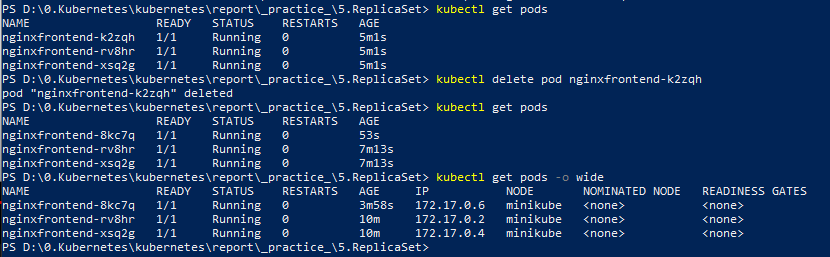 PS D:\0.Kubernetes\kubernetes\report\_practice_\5.ReplicaSet> kubectl get pods
NAME                  READY   STATUS    RESTARTS   AGE
nginxfrontend-k2zqh   1/1     Running   0          5m1s
nginxfrontend-rv8hr   1/1     Running   0          5m1s
nginxfrontend-xsq2g   1/1     Running   0          5m1s
PS D:\0.Kubernetes\kubernetes\report\_practice_\5.ReplicaSet> kubectl delete pod nginxfrontend-k2zqh
pod "nginxfrontend-k2zqh" deleted
PS D:\0.Kubernetes\kubernetes\report\_practice_\5.ReplicaSet> kubectl get pods
NAME                  READY   STATUS    RESTARTS   AGE
nginxfrontend-8kc7q   1/1     Running   0          53s
nginxfrontend-rv8hr   1/1     Running   0          7m13s
nginxfrontend-xsq2g   1/1     Running   0          7m13s
PS D:\0.Kubernetes\kubernetes\report\_practice_\5.ReplicaSet> kubectl get pods -o wide
NAME                  READY   STATUS    RESTARTS   AGE     IP           NODE       NOMINATED NODE   READINESS GATES
nginxfrontend-8kc7q   1/1     Running   0          3m58s   172.17.0.6   minikube   <none>           <none>
nginxfrontend-rv8hr   1/1     Running   0          10m     172.17.0.2   minikube   <none>           <none>
nginxfrontend-xsq2g   1/1     Running   0          10m     172.17.0.4   minikube   <none>           <none>
PS D:\0.Kubernetes\kubernetes\report\_practice_\5.ReplicaSet>